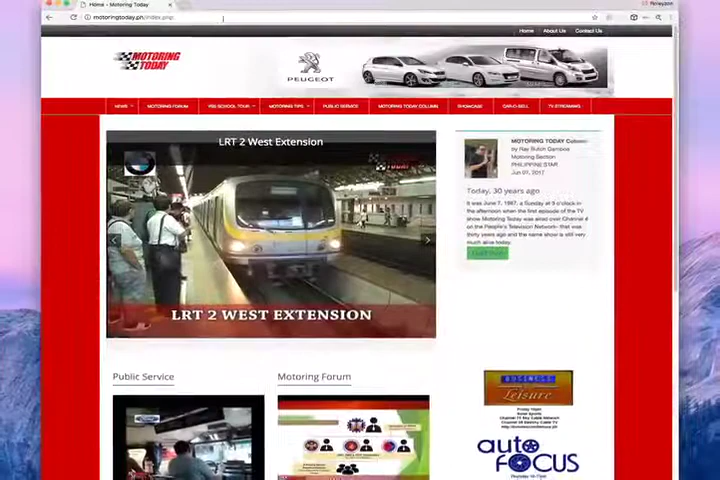 Home - Motoring Today
motoringtoday.ph/index.php
Home About Us Contact Us
MOTORING
TODAY
PEUGEOT
NEWS MOTORING FORUM MOTORING TIPS PUBLIC SERVICE MOTORING TODAY COLUMN SHOWCASE CAR-O-SELL TV STREAMING
LRT 2 West Extension
LRT 2 WEST EXTENSION
MOTORING TODAY Column
by Ray Butch Gamboa
Motoring Section
PHILIPPINE STAR
Jun 07, 2017
Today, 30 years ago
It was June 7, 1987, a Sunday at 5 o'clock in
the afternoon when the first episode of the TV
show Motoring Today was aired over Channel 4
on the People's Television Network- that was
thirty years ago and the same show is still very
much alive today.
Public Service
Motoring Forum
BUSINESS
Leisure
auto
FOCUS